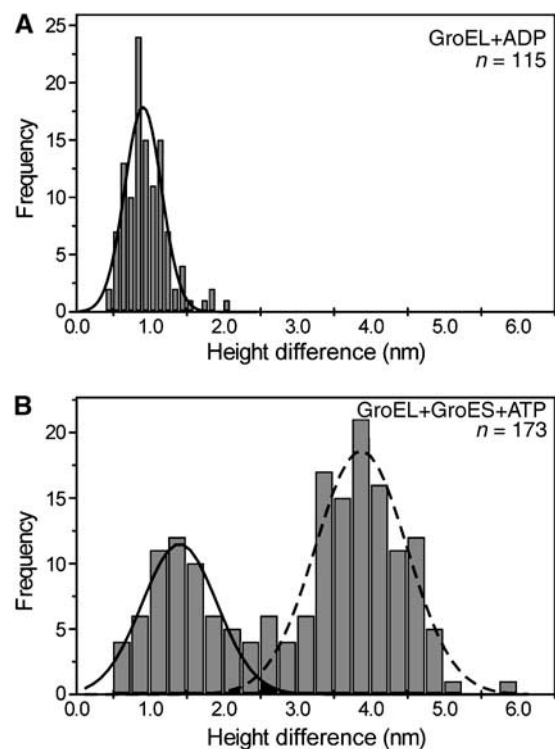 A
GroEL+ADP
n = 115
25
20
15
10
5
0
Frequency
0.0 1.0 2.0 3.0 4.0 5.0 6.0
Height difference (nm)
B
GroEL+GroES+ATP
n = 173
20
15
10
5
0
Frequency
0.0 1.0 2.0 3.0 4.0 5.0 6.0
Height difference (nm)